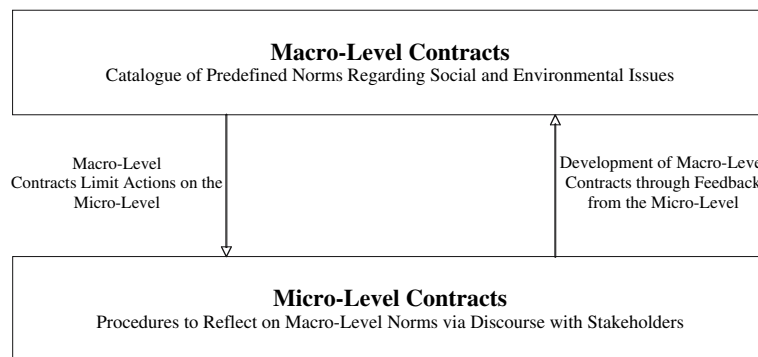 Macro-Level Contracts
Catalogue of Predefined Norms Regarding Social and Environmental Issues
Macro-Level
Contracts Limit Actions on the
Micro-Level
Development of Macro-Leve
Contracts through Feedback
from the Micro-Level
Micro-Level Contracts
Procedures to Reflect on Macro-Level Norms via Discourse with Stakeholders